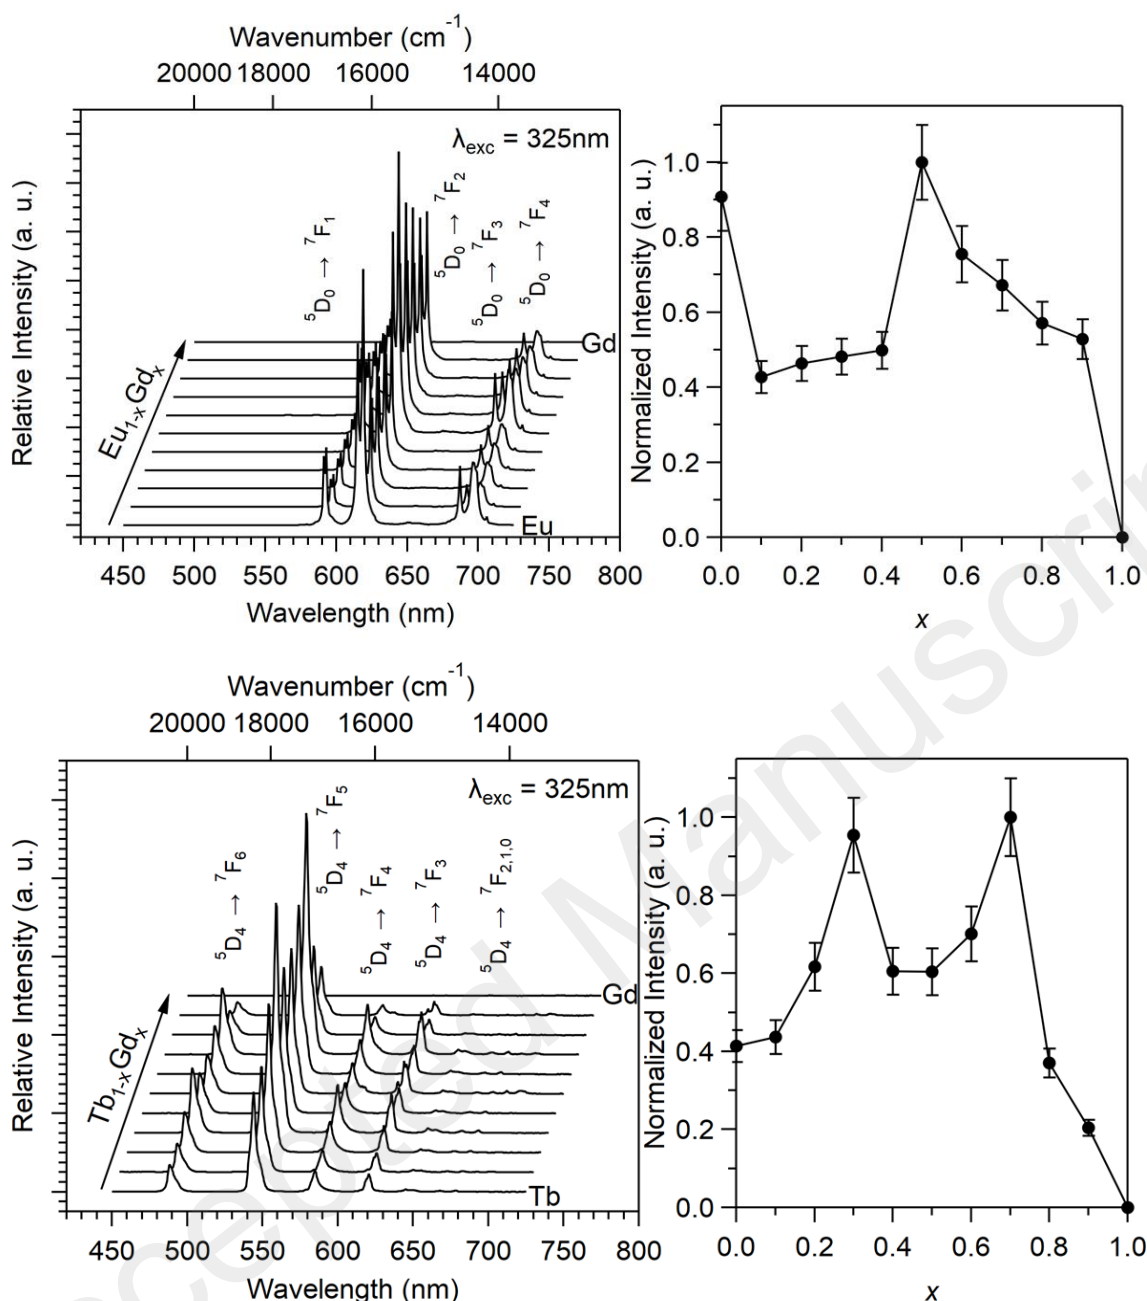 Wavenumber (cm⁻¹)
20000 18000 16000 14000
λexc = 325nm
⁵D₀ → ⁷F₁
⁵D₀ → ⁷F₂
⁵D₀ → ⁷F₃
⁵D₀ → ⁷F₄
Relative Intensity (a. u.)
Eu₁₋ₓGdₓ
Gd
Eu
450 500 550 600 650 700 750 800
Wavelength (nm)
Normalized Intensity (a. u.)
1.0
0.8
0.6
0.4
0.2
0.0
0.0 0.2 0.4 0.6 0.8 1.0
x
Wavenumber (cm⁻¹)
20000 18000 16000 14000
λexc = 325nm
⁵D₄ → ⁷F₆
⁵D₄ → ⁷F₅
⁵D₄ → ⁷F₄
⁵D₄ → ⁷F₃
⁵D₄ → ⁷F₂,₁,₀
Relative Intensity (a. u.)
Tb₁₋ₓGdₓ
Gd
Tb
450 500 550 600 650 700 750 800
Wavelength (nm)
Normalized Intensity (a. u.)
1.0
0.8
0.6
0.4
0.2
0.0
0.0 0.2 0.4 0.6 0.8 1.0
x